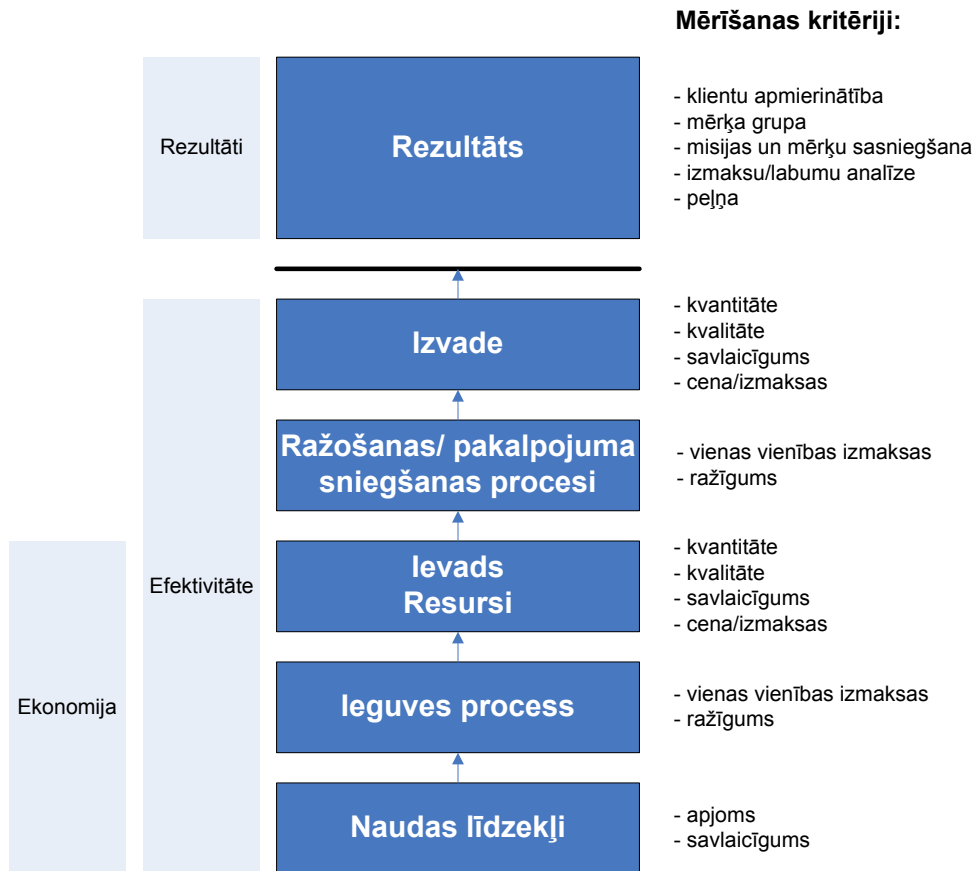 Mērīšanas kritēriji:
Rezultāti
Rezultāts
- klientu apmierinātība
- mērķa grupa
- misijas un mērķu sasniegšana
- izmaksu/labumu analīze
- peļņa
Efektivitāte
Izvade
- kvantitāte
- kvalitāte
- savlaicīgums
- cena/izmaksas
Ražošanas/ pakalpojuma
sniegšanas procesi
- vienas vienības izmaksas
- ražīgums
Ekonomija
Ievads
Resursi
- kvantitāte
- kvalitāte
- savlaicīgums
- cena/izmaksas
Ieguves process
- vienas vienības izmaksas
- ražīgums
Naudas līdzekļi
- apjoms
- savlaicīgums